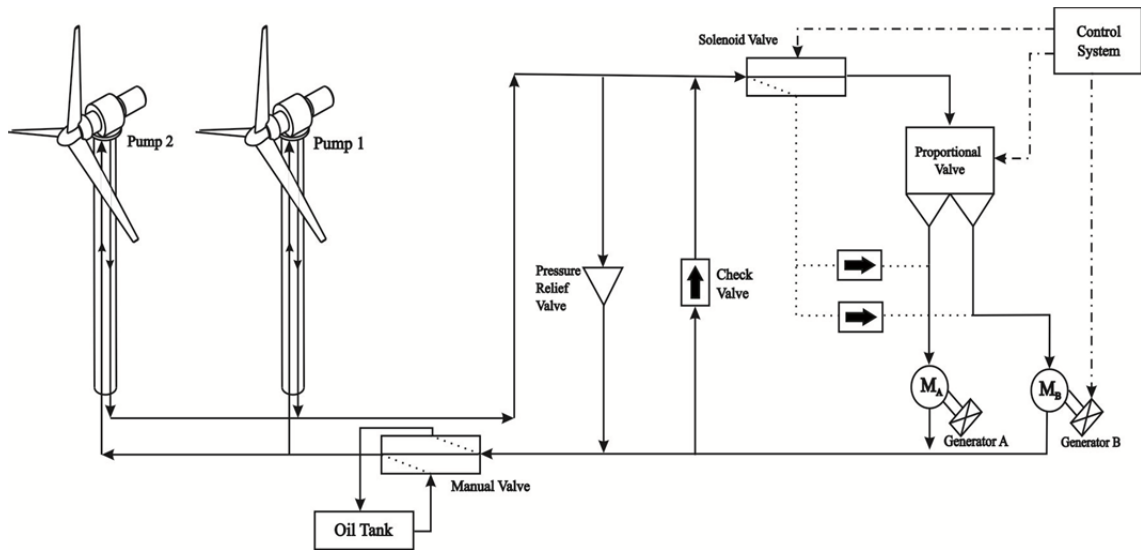 Control
System
Solenoid Valve
Pump 2
Pump 1
Proportional
Valve
Pressure
Relief
Valve
Check
Valve
MA
MB
Generator A
Generator B
Manual Valve
Oil Tank